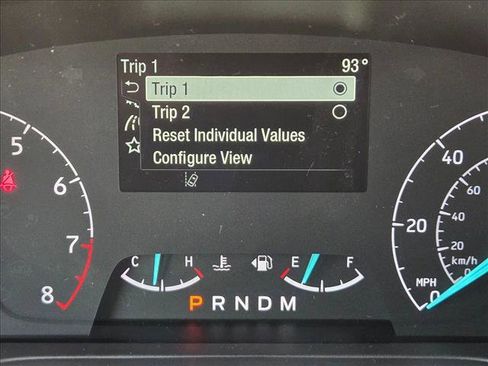 Trip 1 93°
Trip 1
Trip 2
Reset Individual Values
Configure View
5
6
7
8
C H
E F
P R N D M
40
20
0
MPH
60
40
20
0
km/h